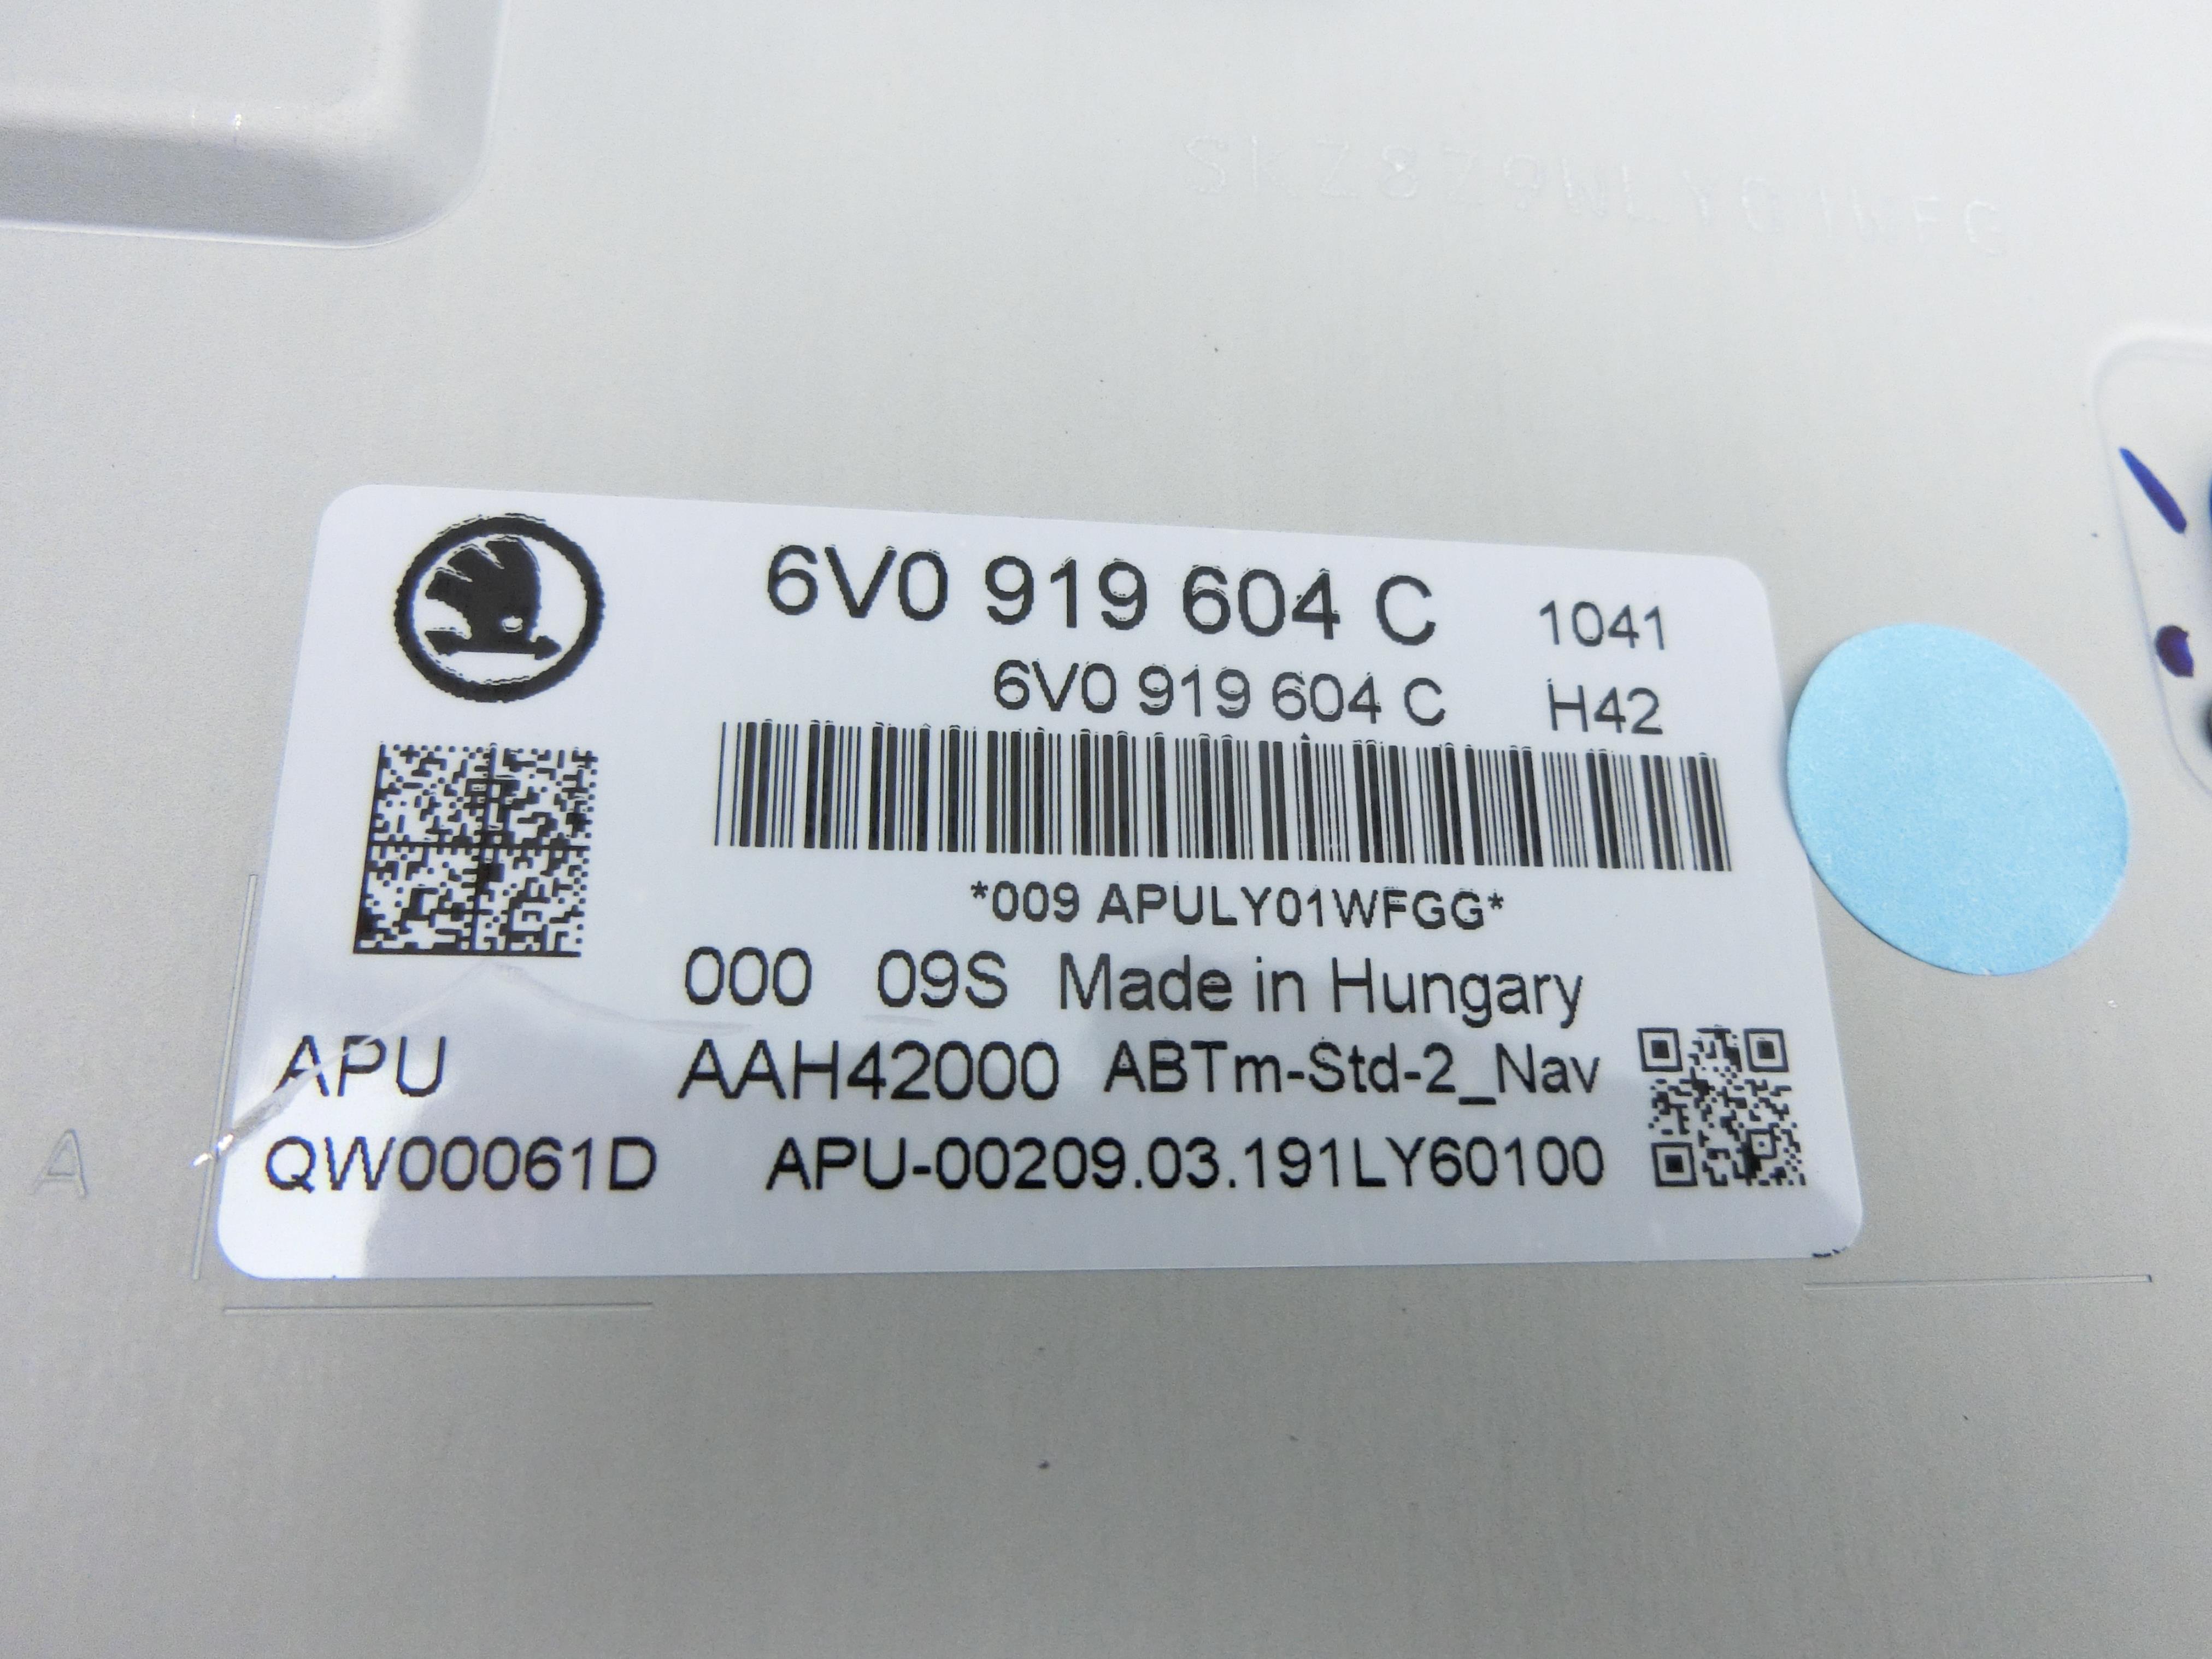 6V0 919 604 C 1041
6V0 919 604 C H42
*009 APULY01WFGG*
000 09S Made in Hungary
APU AAH42000 ABTm-Std-2_Nav
QW00061D APU-00209.03.191LY60100
A